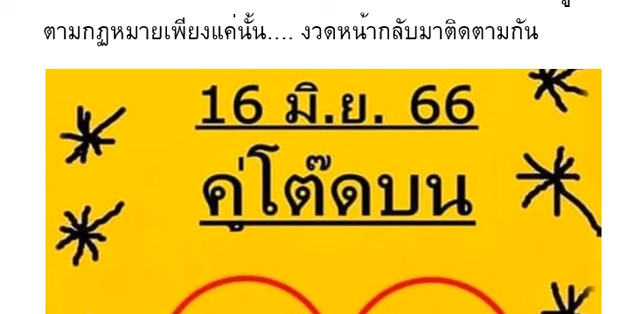 ตามกฎหมายเพียงแค่นั้น.... งวดหน้ากลับมาติดตามกัน
16 มิ.ย. 66
คู่โต๊ดบน